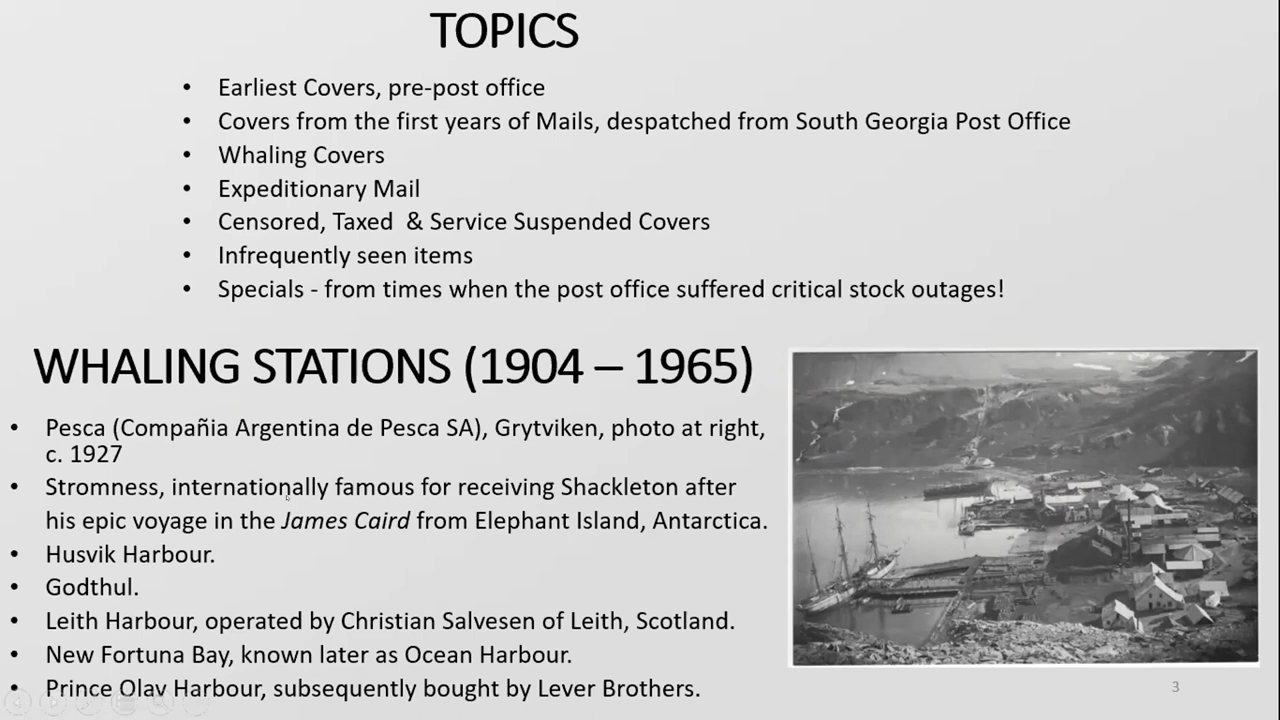 TOPICS
• Earliest Covers, pre-post office
• Covers from the first years of Mails, despatched from South Georgia Post Office
• Whaling Covers
• Expeditionary Mail
• Censored, Taxed & Service Suspended Covers
• Infrequently seen items
• Specials - from times when the post office suffered critical stock outages!
WHALING STATIONS (1904 – 1965)
• Pesca (Compañia Argentina de Pesca SA), Grytviken, photo at right,
c. 1927
• Stromness, internationally famous for receiving Shackleton after
his epic voyage in the James Caird from Elephant Island, Antarctica.
• Husvik Harbour.
• Godthul.
• Leith Harbour, operated by Christian Salvesen of Leith, Scotland.
• New Fortuna Bay, known later as Ocean Harbour.
• Prince Olav Harbour, subsequently bought by Lever Brothers.
3